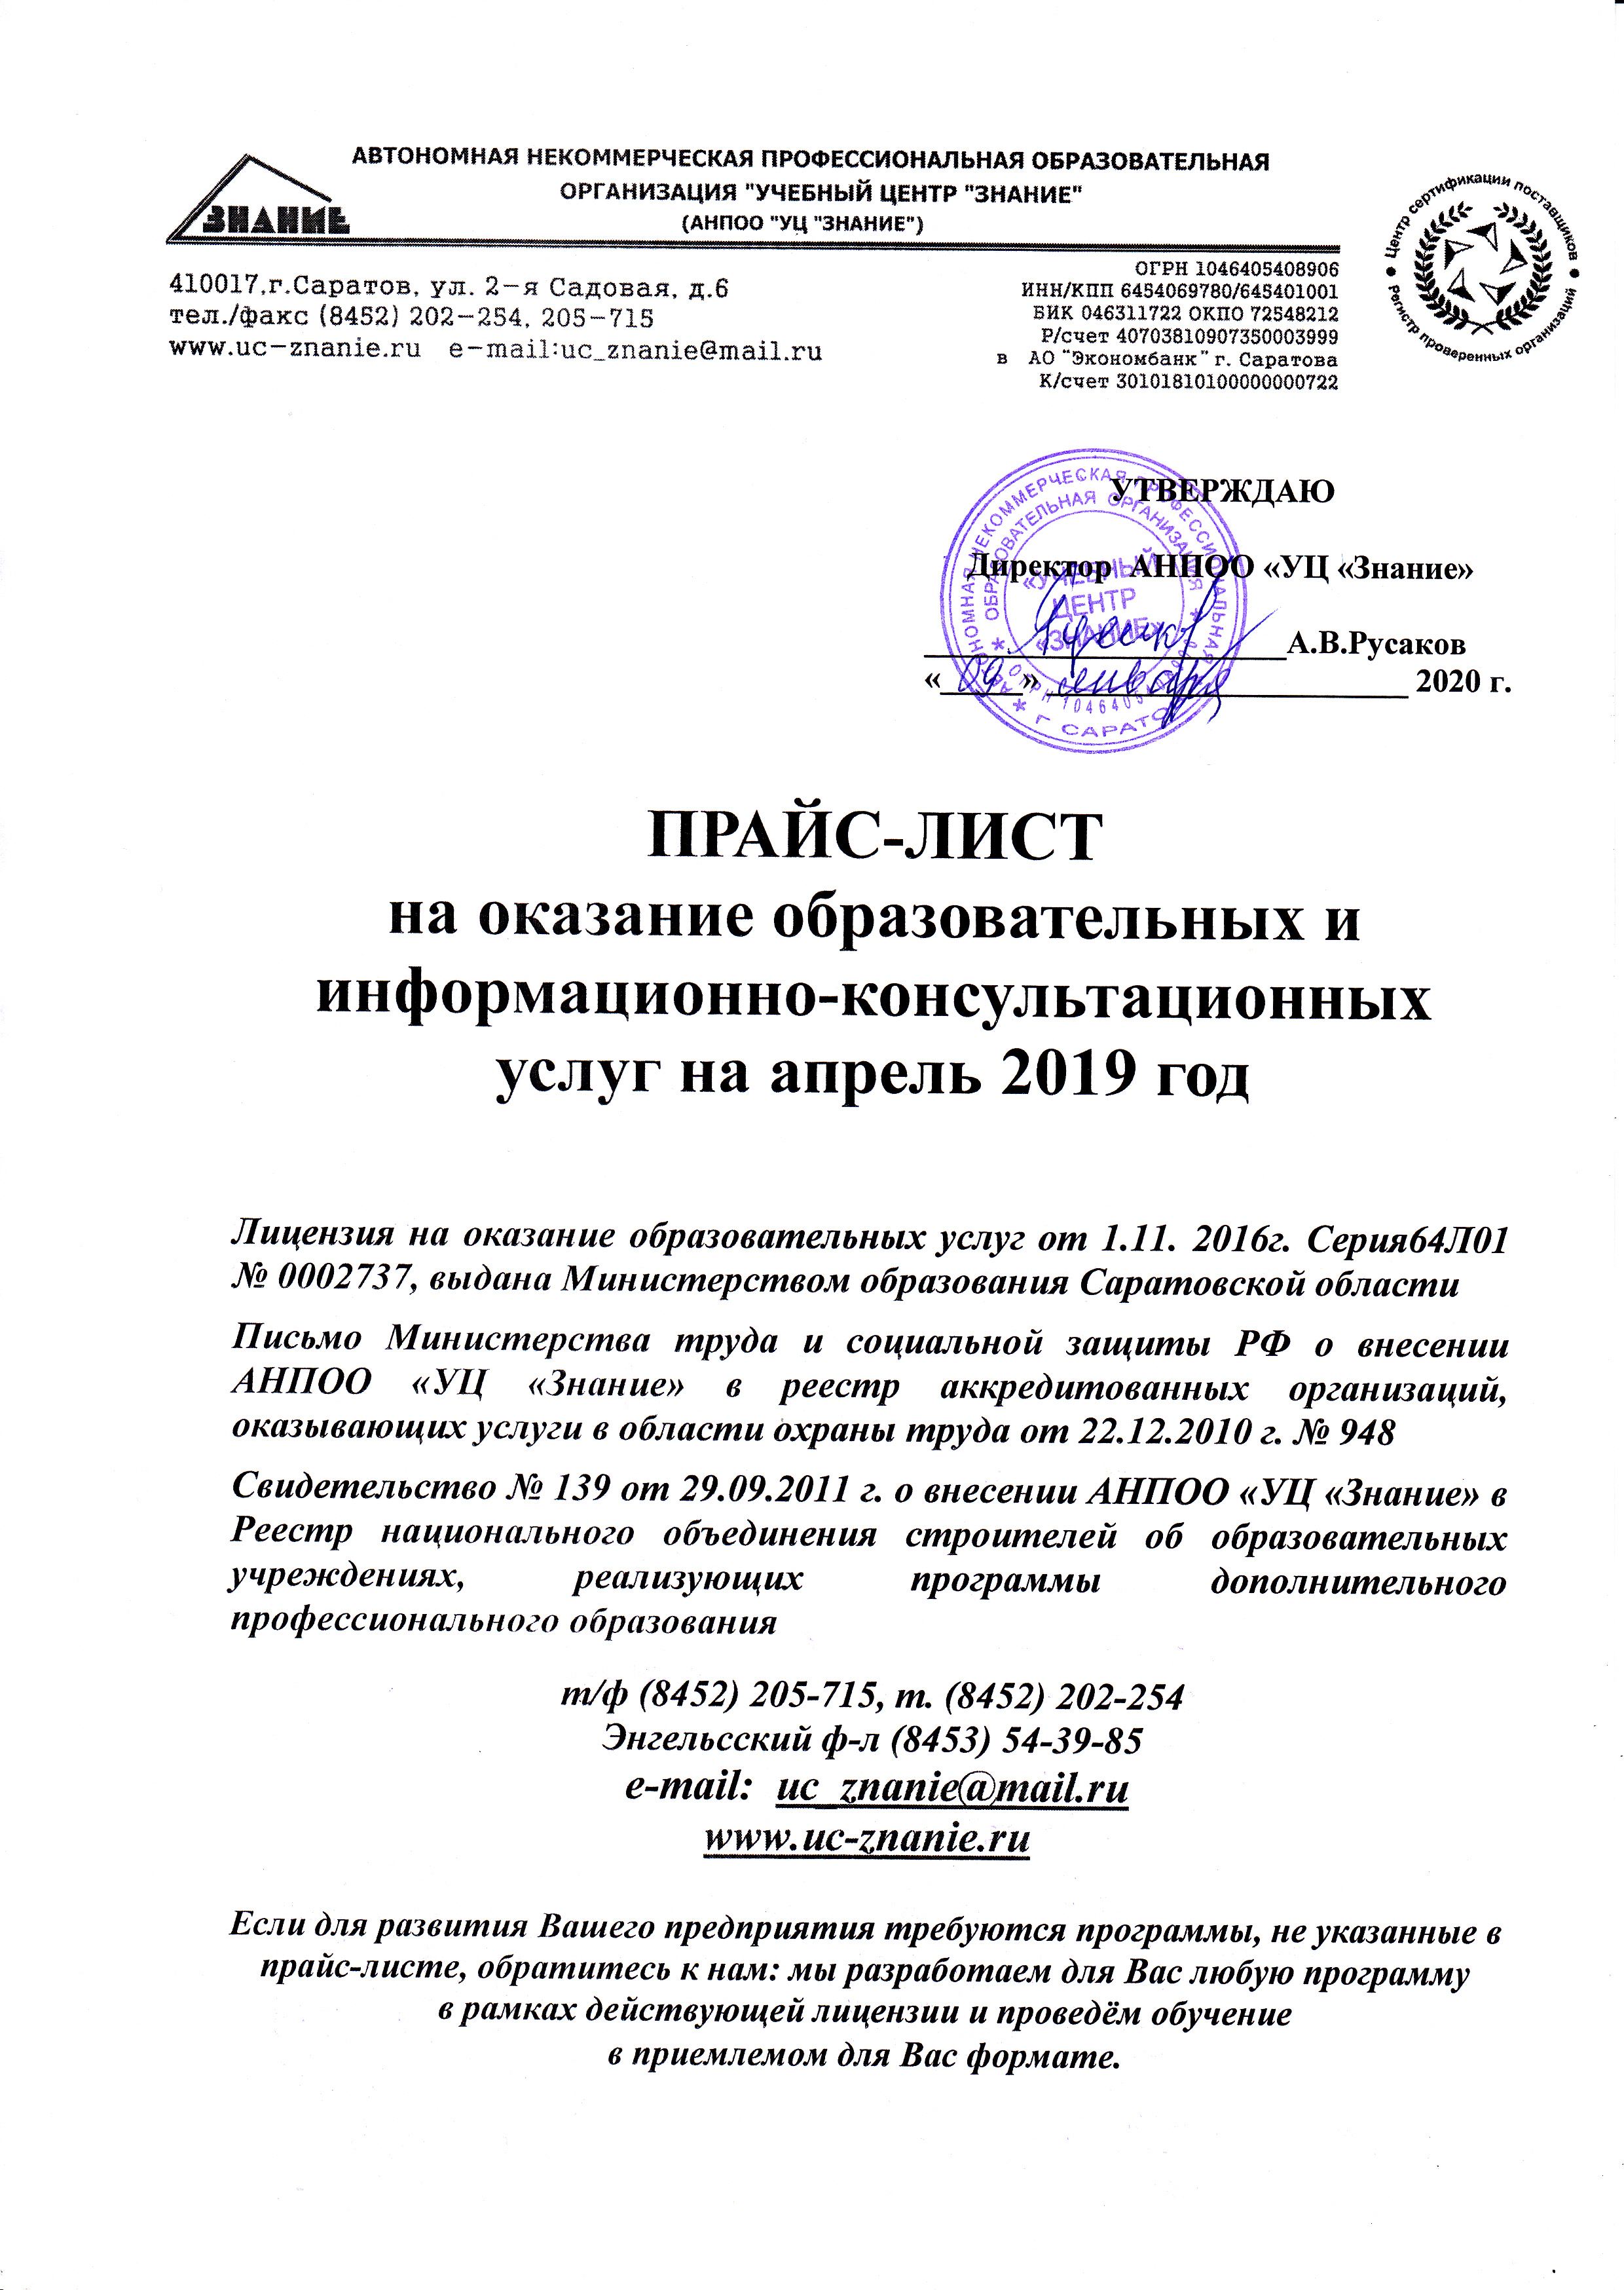 АВТОНОМНАЯ НЕКОММЕРЧЕСКАЯ ПРОФЕССИОНАЛЬНАЯ ОБРАЗОВАТЕЛЬНАЯ
ОРГАНИЗАЦИЯ "УЧЕБНЫЙ ЦЕНТР "ЗНАНИЕ"
(АНПОО "УЦ "ЗНАНИЕ")
ЗНАНИЕ
410017,г.Саратов, ул. 2-я Садовая, д.6
тел./факс (8452) 202-254, 205-715
www.uc-znanie.ru e-mail:uc_znanie@mail.ru
ОГРН 1046405408906
ИНН/КПП 6454069780/645401001
БИК 046311722 ОКПО 72548212
Р/счет 40703810907350003999
в АО "Экономбанк" г. Саратова
К/счет 30101810100000000722
Центр сертификации поставщиков
Регистр проверенных организаций
УТВЕРЖДАЮ
Директор АНПОО «УЦ «Знание»
А.В.Русаков
«09» января 2020 г.
АВТОНОМНАЯ НЕКОММЕРЧЕСКАЯ ПРОФЕССИОНАЛЬНАЯ
ОБРАЗОВАТЕЛЬНАЯ ОРГАНИЗАЦИЯ
«УЧЕБНЫЙ
ЦЕНТР
«ЗНАНИЕ»
Г САРАТОВ
ПРАЙС-ЛИСТ
на оказание образовательных и
информационно-консультационных
услуг на апрель 2019 год
Лицензия на оказание образовательных услуг от 1.11. 2016г. Серия64Л01
№ 0002737, выдана Министерством образования Саратовской области
Письмо Министерства труда и социальной защиты РФ о внесении
АНПОО «УЦ «Знание» в реестр аккредитованных организаций,
оказывающих услуги в области охраны труда от 22.12.2010 г. № 948
Свидетельство № 139 от 29.09.2011 г. о внесении АНПОО «УЦ «Знание» в
Реестр национального объединения строителей об образовательных
учреждениях, реализующих программы дополнительного
профессионального образования
т/ф (8452) 205-715, т. (8452) 202-254
Энгельсский ф-л (8453) 54-39-85
e-mail: uc_znanie@mail.ru
www.uc-znanie.ru
Если для развития Вашего предприятия требуются программы, не указанные в
прайс-листе, обратитесь к нам: мы разработаем для Вас любую программу
в рамках действующей лицензии и проведём обучение
в приемлемом для Вас формате.